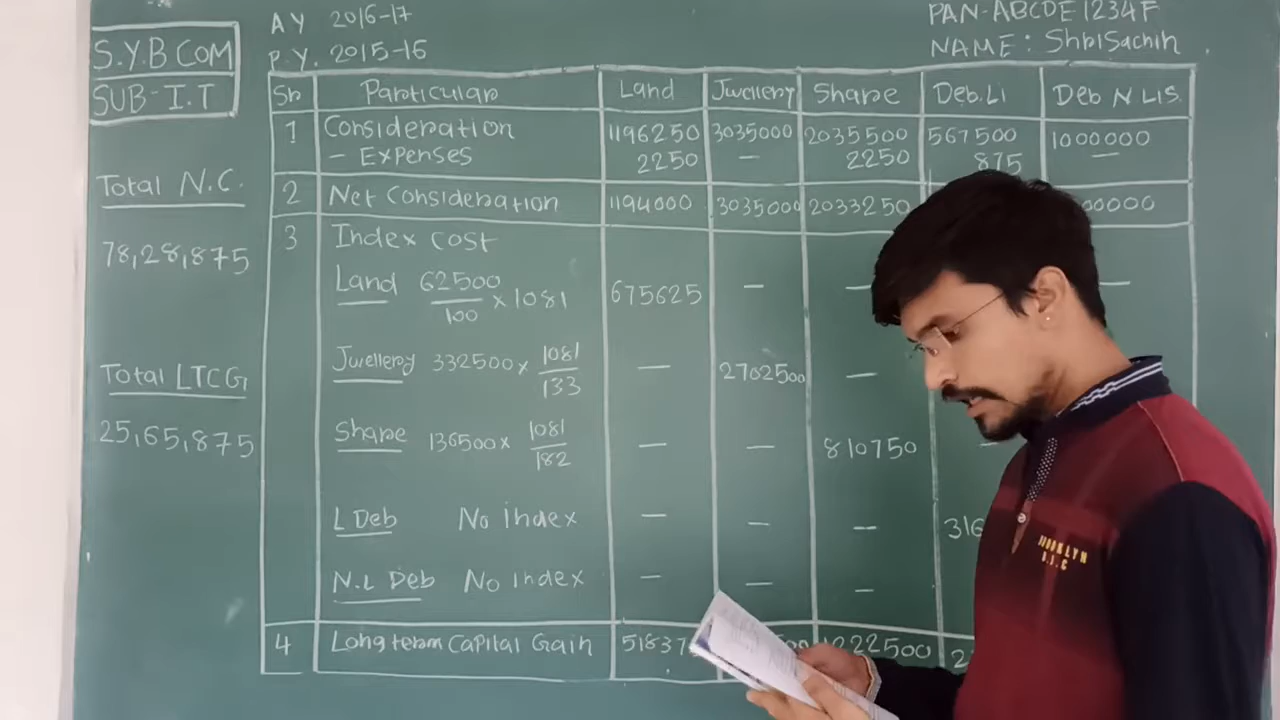 S.Y.B COM
SUB-I.T
AY 2016-17
P.Y. 2015-16
PAN-ABCDE1234F
NAME: ShriSachin
Sr Particular Land Jwellery Share Deb.Li Deb N LIS.
1 Consideration 1196250 3035000 2035500 567500 1000000
- Expenses 2250 — 2250 875 —
2 Net Consideration 1194000 3035000 2033250
3 Index cost
Land 62500/100 × 1081 675625 — — —
Jwellery 332500 × 1081/133 — 2702500 —
Share 136500 × 1081/182 — — 810750 —
L Deb No index — — —
N.L Deb No index — — —
4 Long term Capital Gain
Total N.C.
78,28,875
Total LTCG
25,65,875
BROOKLYN